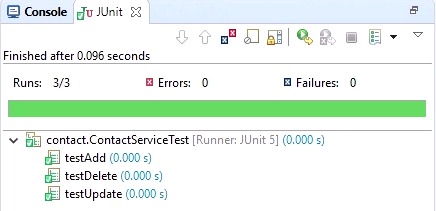 Console JUnit
Finished after 0.096 seconds
Runs: 3/3 Errors: 0 Failures: 0
contact.ContactServiceTest [Runner: JUnit 5] (0.000 s)
testAdd (0.000 s)
testDelete (0.000 s)
testUpdate (0.000 s)